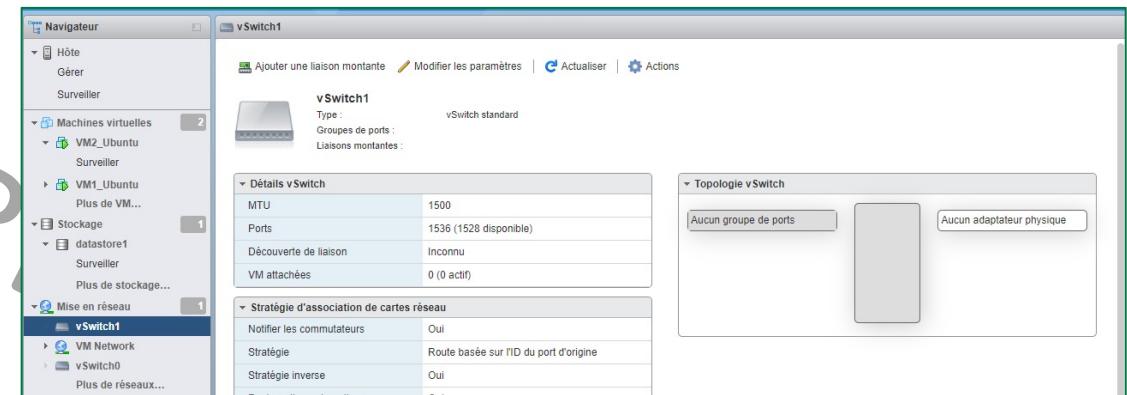 Navigateur
Hôte
Gérer
Surveiller
Machines virtuelles 2
VM2_Ubuntu
Surveiller
VM1_Ubuntu
Plus de VM...
Stockage 1
datastore1
Surveiller
Plus de stockage...
Mise en réseau 1
vSwitch1
VM Network
vSwitch0
Plus de réseaux...
vSwitch1
Ajouter une liaison montante Modifier les paramètres Actualiser Actions
vSwitch1
Type : vSwitch standard
Groupes de ports :
Liaisons montantes :
Détails vSwitch
MTU 1500
Ports 1536 (1528 disponible)
Découverte de liaison Inconnu
VM attachées 0 (0 actif)
Stratégie d'association de cartes réseau
Notifier les commutateurs Oui
Stratégie Route basée sur l'ID du port d'origine
Stratégie inverse Oui
Topologie vSwitch
Aucun groupe de ports
Aucun adaptateur physique